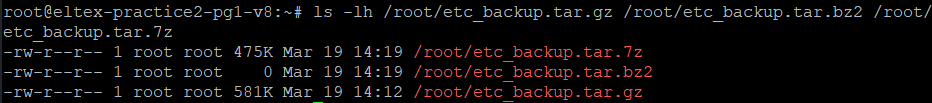 root@eltex-practice2-pg1-v8:~# ls -lh /root/etc_backup.tar.gz /root/etc_backup.tar.bz2 /root/
etc_backup.tar.7z
-rw-r--r-- 1 root root 475K Mar 19 14:19 /root/etc_backup.tar.7z
-rw-r--r-- 1 root root    0 Mar 19 14:19 /root/etc_backup.tar.bz2
-rw-r--r-- 1 root root 581K Mar 19 14:12 /root/etc_backup.tar.gz